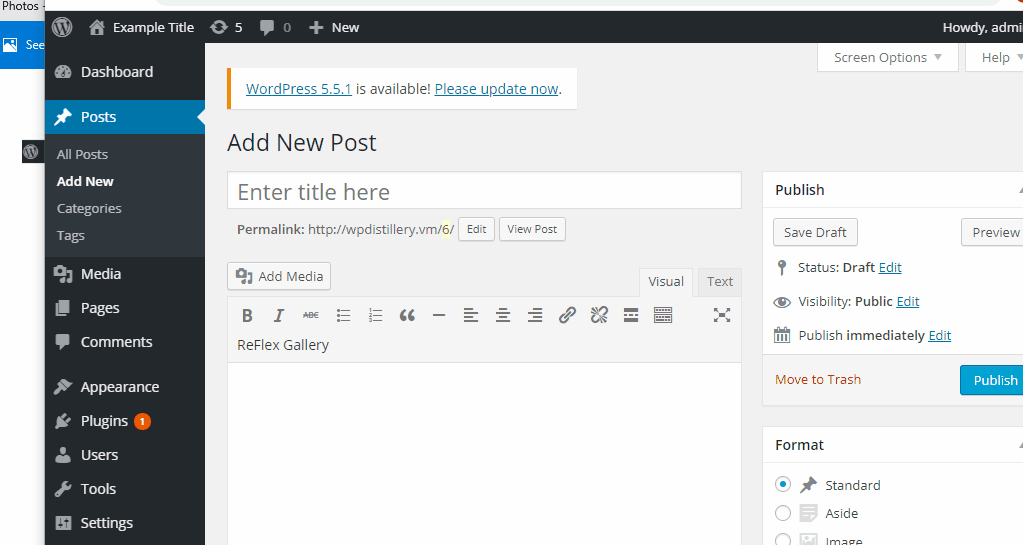 Photos -
See
Example Title 5 0 New Howdy, admi
Dashboard
Posts
All Posts
Add New
Categories
Tags
Media
Pages
Comments
Appearance
Plugins 1
Users
Tools
Settings
Screen Options Help
WordPress 5.5.1 is available! Please update now.
Add New Post
Enter title here
Permalink: http://wpdistillery.vm/6/ Edit View Post
Add Media
Visual Text
B I ABC
ReFlex Gallery
Publish
Save Draft Preview
Status: Draft Edit
Visibility: Public Edit
Publish immediately Edit
Move to Trash Publish
Format
Standard
Aside
Image